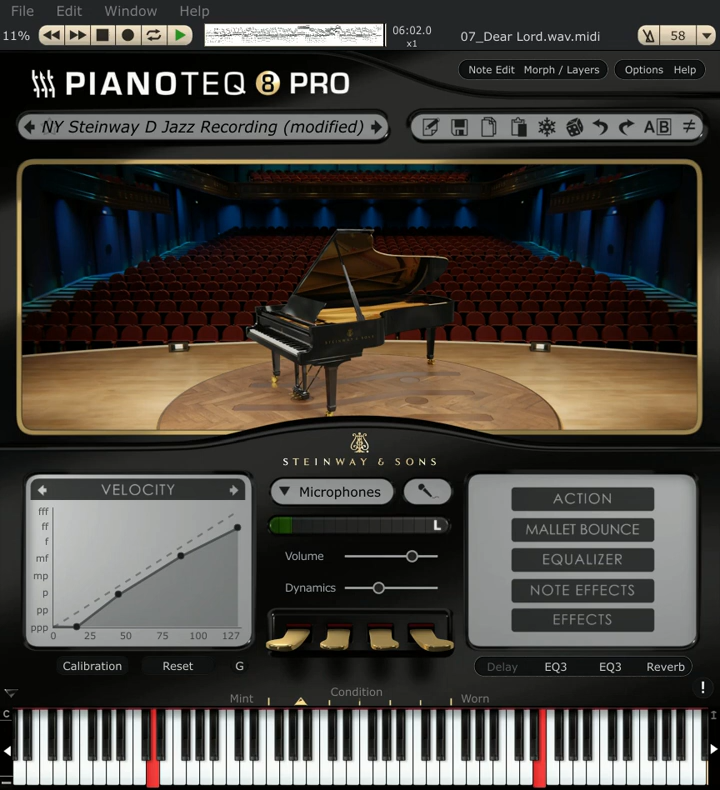 File Edit Window Help
11%
06:02.0
x1
07_Dear Lord.wav.midi
58
PIANOTEQ 8 PRO
Note Edit Morph / Layers
Options Help
NY Steinway D Jazz Recording (modified)
A B ≠
STEINWAY & SONS
VELOCITY
fff
ff
f
mf
mp
p
pp
ppp
0 25 50 75 100 127
Calibration Reset G
Microphones
L
Volume
Dynamics
ACTION
MALLET BOUNCE
EQUALIZER
NOTE EFFECTS
EFFECTS
Delay EQ3 EQ3 Reverb
!
Mint Condition Worn
C